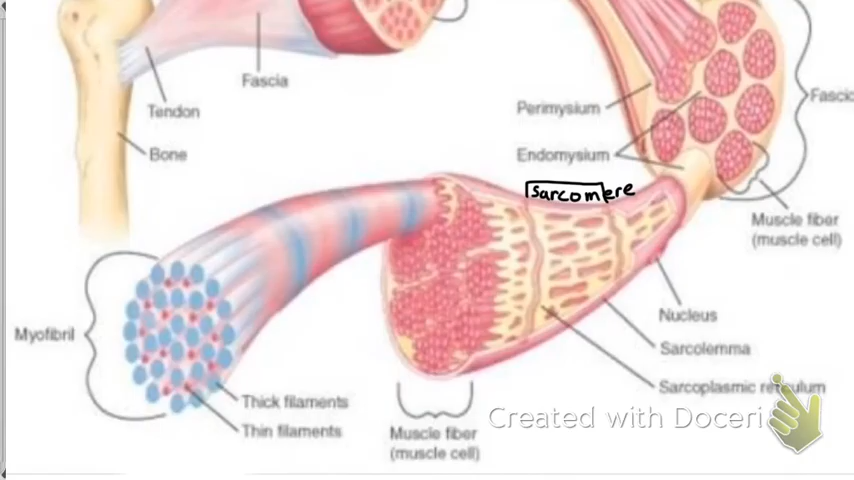 Fascia
Tendon
Bone
Perimysium
Endomysium
sarcomere
Muscle fiber
(muscle cell)
Nucleus
Sarcolemma
Sarcoplasmic reticulum
Myofibril
Thick filaments
Thin filaments
Muscle fiber
(muscle cell)
Created with Doceri